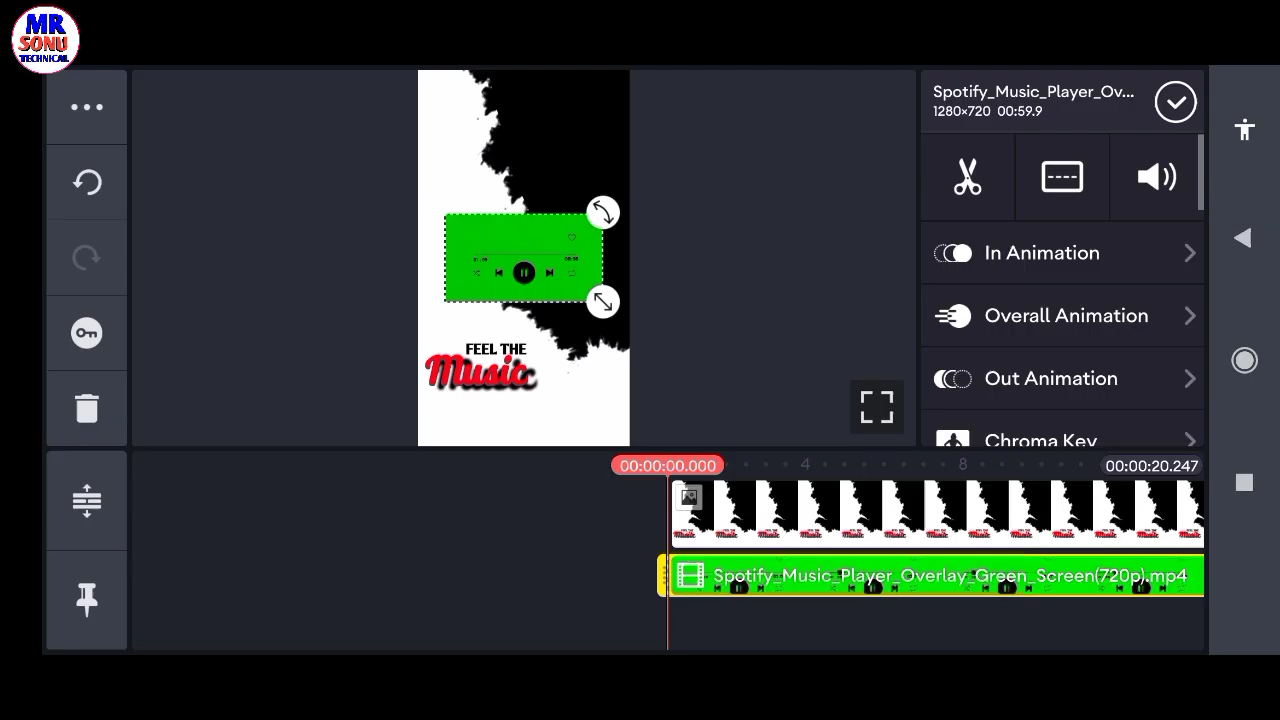 MR
SONU
TECHNICAL
Spotify_Music_Player_Ov...
1280×720 00:59.9
In Animation
Overall Animation
Out Animation
Chroma Key
FEEL THE
Music
00:00:00.000
4
8
00:00:20.247
Spotify_Music_Player_Overlay_Green_Screen(720p).mp4